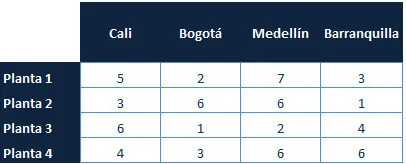 Cali Bogotá Medellín Barranquilla
Planta 1 5 2 7 3
Planta 2 3 6 6 1
Planta 3 6 1 2 4
Planta 4 4 3 6 6